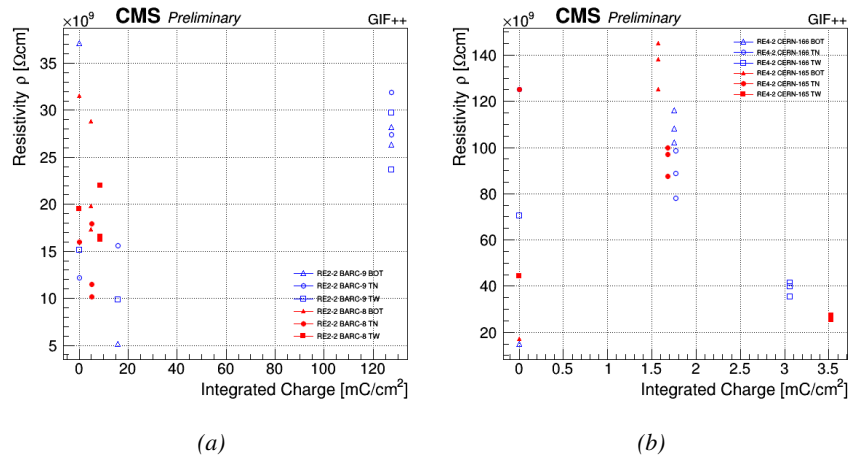 CMS Preliminary GIF++
×10⁹
Resistivity ρ [Ωcm]
35
30
25
20
15
10
5
RE2-2 BARC-9 BOT
RE2-2 BARC-9 TN
RE2-2 BARC-9 TW
RE2-2 BARC-8 BOT
RE2-2 BARC-8 TN
RE2-2 BARC-8 TW
0 20 40 60 80 100 120
Integrated Charge [mC/cm²]
(a)
CMS Preliminary GIF++
×10⁹
Resistivity ρ [Ωcm]
140
120
100
80
60
40
20
RE4-2 CERN-166 BOT
RE4-2 CERN-166 TN
RE4-2 CERN-166 TW
RE4-2 CERN-165 BOT
RE4-2 CERN-165 TN
RE4-2 CERN-165 TW
0 0.5 1 1.5 2 2.5 3 3.5
Integrated Charge [mC/cm²]
(b)